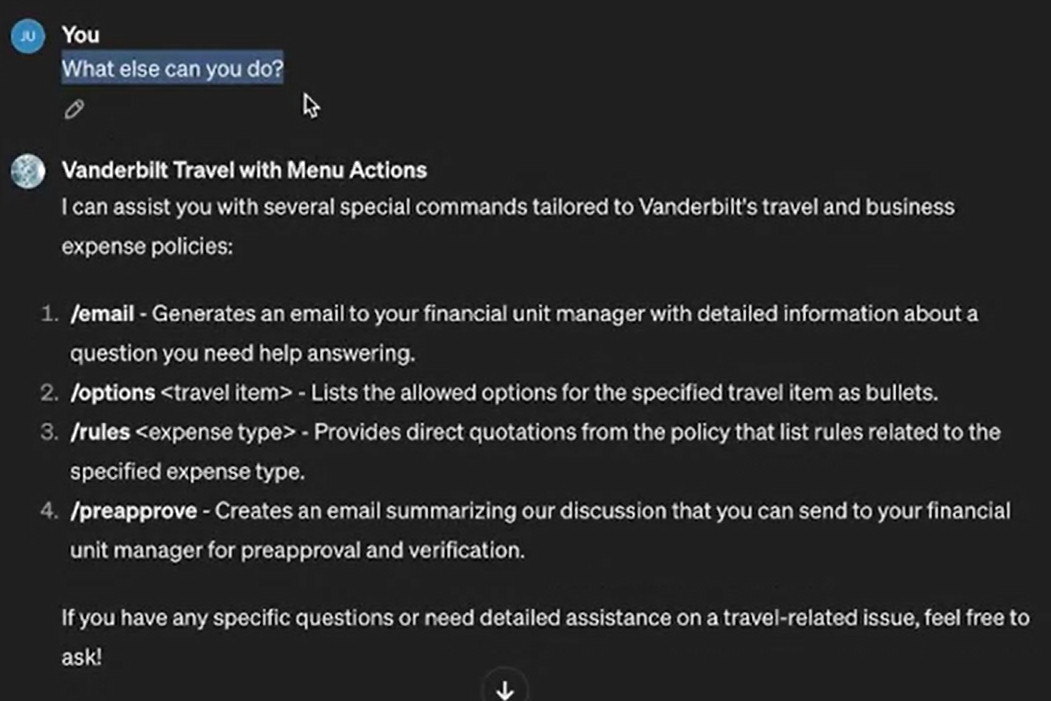 JU
You
What else can you do?
Vanderbilt Travel with Menu Actions
I can assist you with several special commands tailored to Vanderbilt's travel and business
expense policies:
1. /email - Generates an email to your financial unit manager with detailed information about a
question you need help answering.
2. /options <travel item> - Lists the allowed options for the specified travel item as bullets.
3. /rules <expense type> - Provides direct quotations from the policy that list rules related to the
specified expense type.
4. /preapprove - Creates an email summarizing our discussion that you can send to your financial
unit manager for preapproval and verification.
If you have any specific questions or need detailed assistance on a travel-related issue, feel free to
ask!